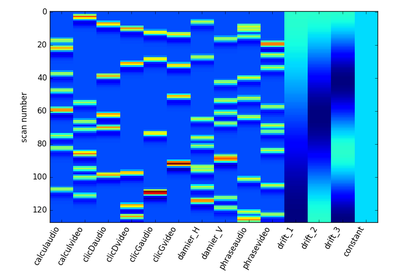 0
20
40
60
80
100
120
scan number
calculaudio
calculvideo
clicDaudio
clicDvideo
clicGaudio
clicGvideo
damier_H
damier_V
phraseaudio
phrasevideo
drift_1
drift_2
drift_3
constant